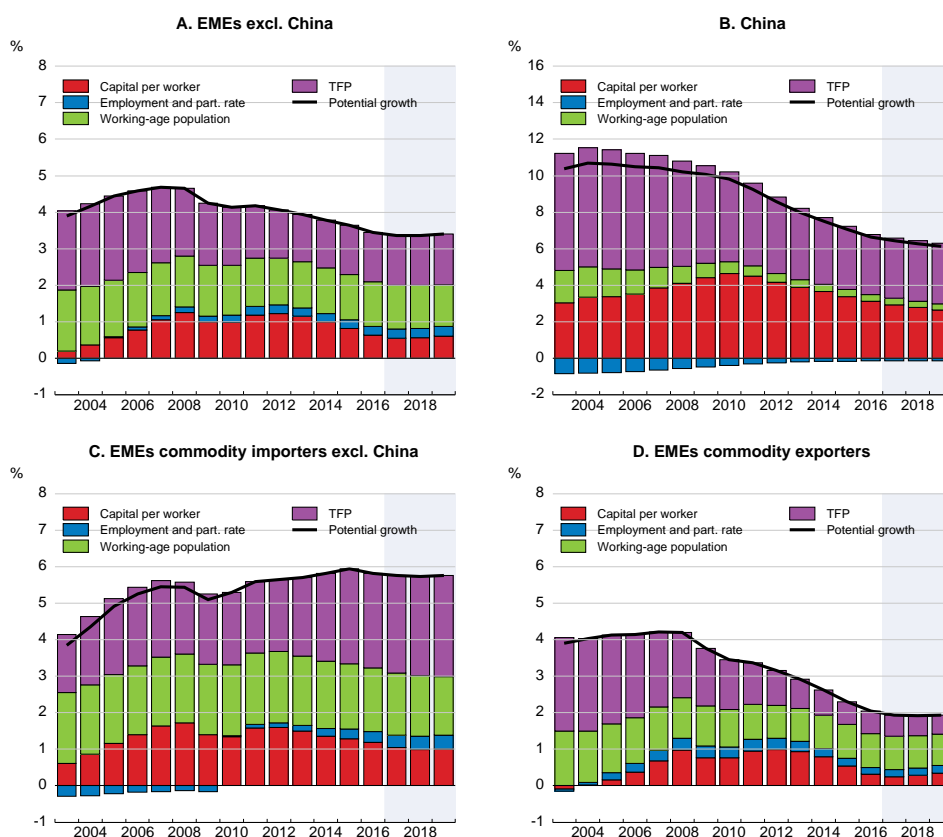 A. EMEs excl. China
%
8
7
6
5
4
3
2
1
0
-1
Capital per worker
Employment and part. rate
Working-age population
TFP
Potential growth
2004 2006 2008 2010 2012 2014 2016 2018
B. China
%
16
14
12
10
8
6
4
2
0
-2
Capital per worker
Employment and part. rate
Working-age population
TFP
Potential growth
2004 2006 2008 2010 2012 2014 2016 2018
C. EMEs commodity importers excl. China
%
8
7
6
5
4
3
2
1
0
-1
Capital per worker
Employment and part. rate
Working-age population
TFP
Potential growth
2004 2006 2008 2010 2012 2014 2016 2018
D. EMEs commodity exporters
%
8
7
6
5
4
3
2
1
0
-1
Capital per worker
Employment and part. rate
Working-age population
TFP
Potential growth
2004 2006 2008 2010 2012 2014 2016 2018